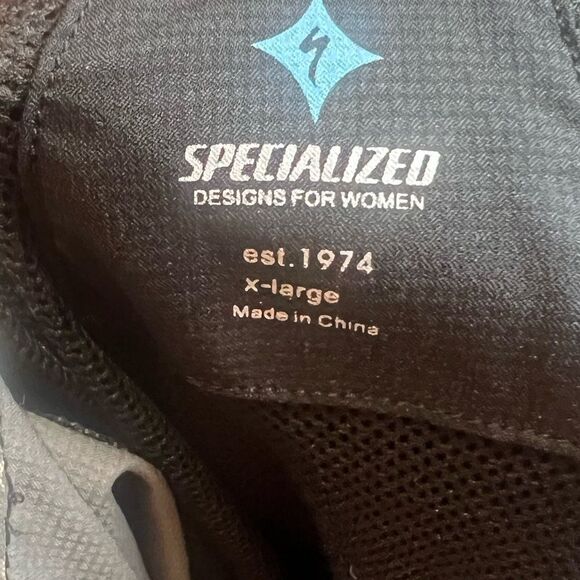 SPECIALIZED
DESIGNS FOR WOMEN
est.1974
x-large
Made in China